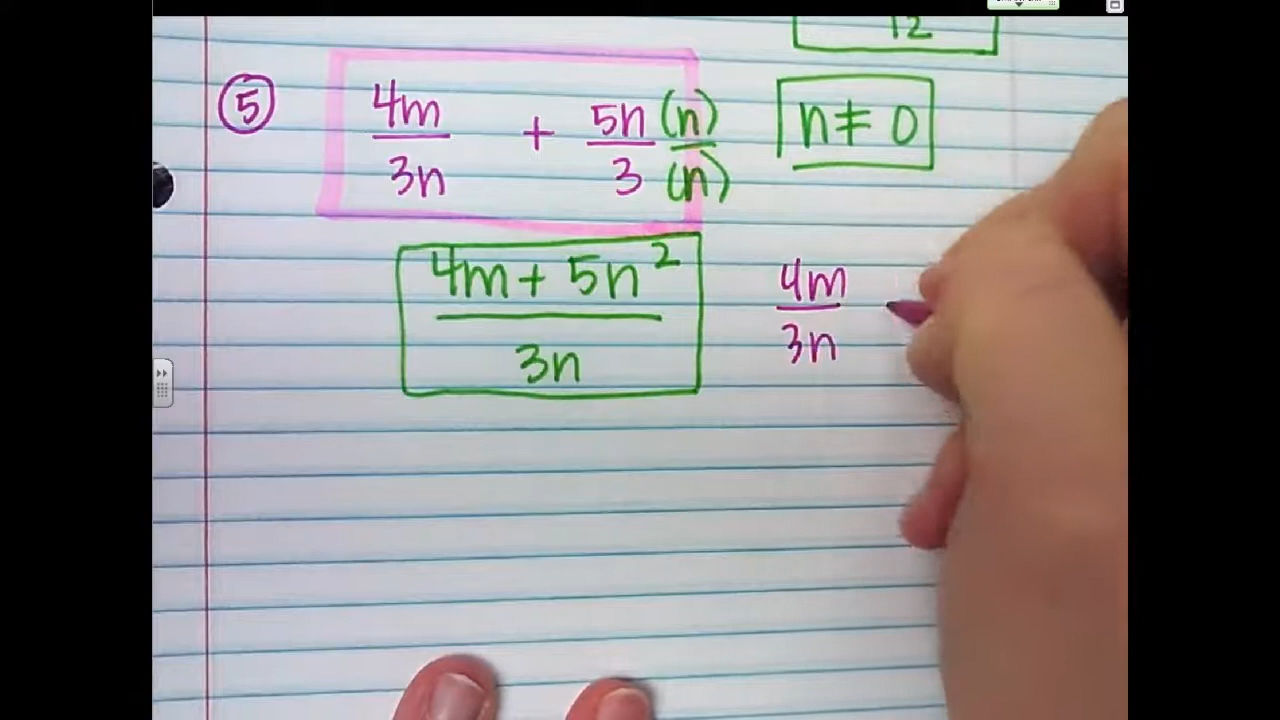 12
⑤ 4m/3n + 5n(n)/3(n) n ≠ 0
4m + 5n²
3n
4m
3n